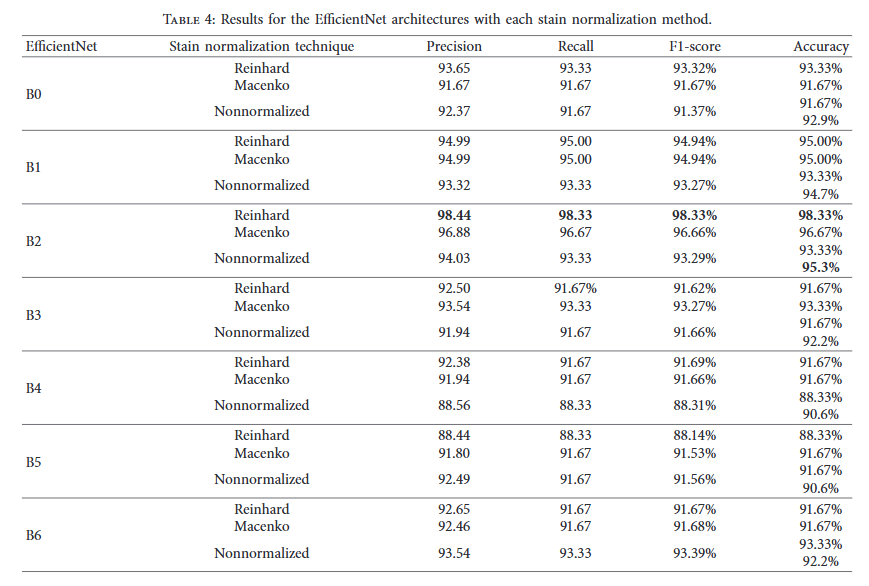 TABLE 4: Results for the EfficientNet architectures with each stain normalization method.
EfficientNet Stain normalization technique Precision Recall F1-score Accuracy
B0
Reinhard 93.65 93.33 93.32% 93.33%
Macenko 91.67 91.67 91.67% 91.67%
Nonnormalized 92.37 91.67 91.37% 91.67%
92.9%
B1
Reinhard 94.99 95.00 94.94% 95.00%
Macenko 94.99 95.00 94.94% 95.00%
Nonnormalized 93.32 93.33 93.27% 93.33%
94.7%
B2
Reinhard 98.44 98.33 98.33% 98.33%
Macenko 96.88 96.67 96.66% 96.67%
Nonnormalized 94.03 93.33 93.29% 93.33%
95.3%
B3
Reinhard 92.50 91.67% 91.62% 91.67%
Macenko 93.54 93.33 93.27% 93.33%
Nonnormalized 91.94 91.67 91.66% 91.67%
92.2%
B4
Reinhard 92.38 91.67 91.69% 91.67%
Macenko 91.94 91.67 91.66% 91.67%
Nonnormalized 88.56 88.33 88.31% 88.33%
90.6%
B5
Reinhard 88.44 88.33 88.14% 88.33%
Macenko 91.80 91.67 91.53% 91.67%
Nonnormalized 92.49 91.67 91.56% 91.67%
90.6%
B6
Reinhard 92.65 91.67 91.67% 91.67%
Macenko 92.46 91.67 91.68% 91.67%
Nonnormalized 93.54 93.33 93.39% 93.33%
92.2%